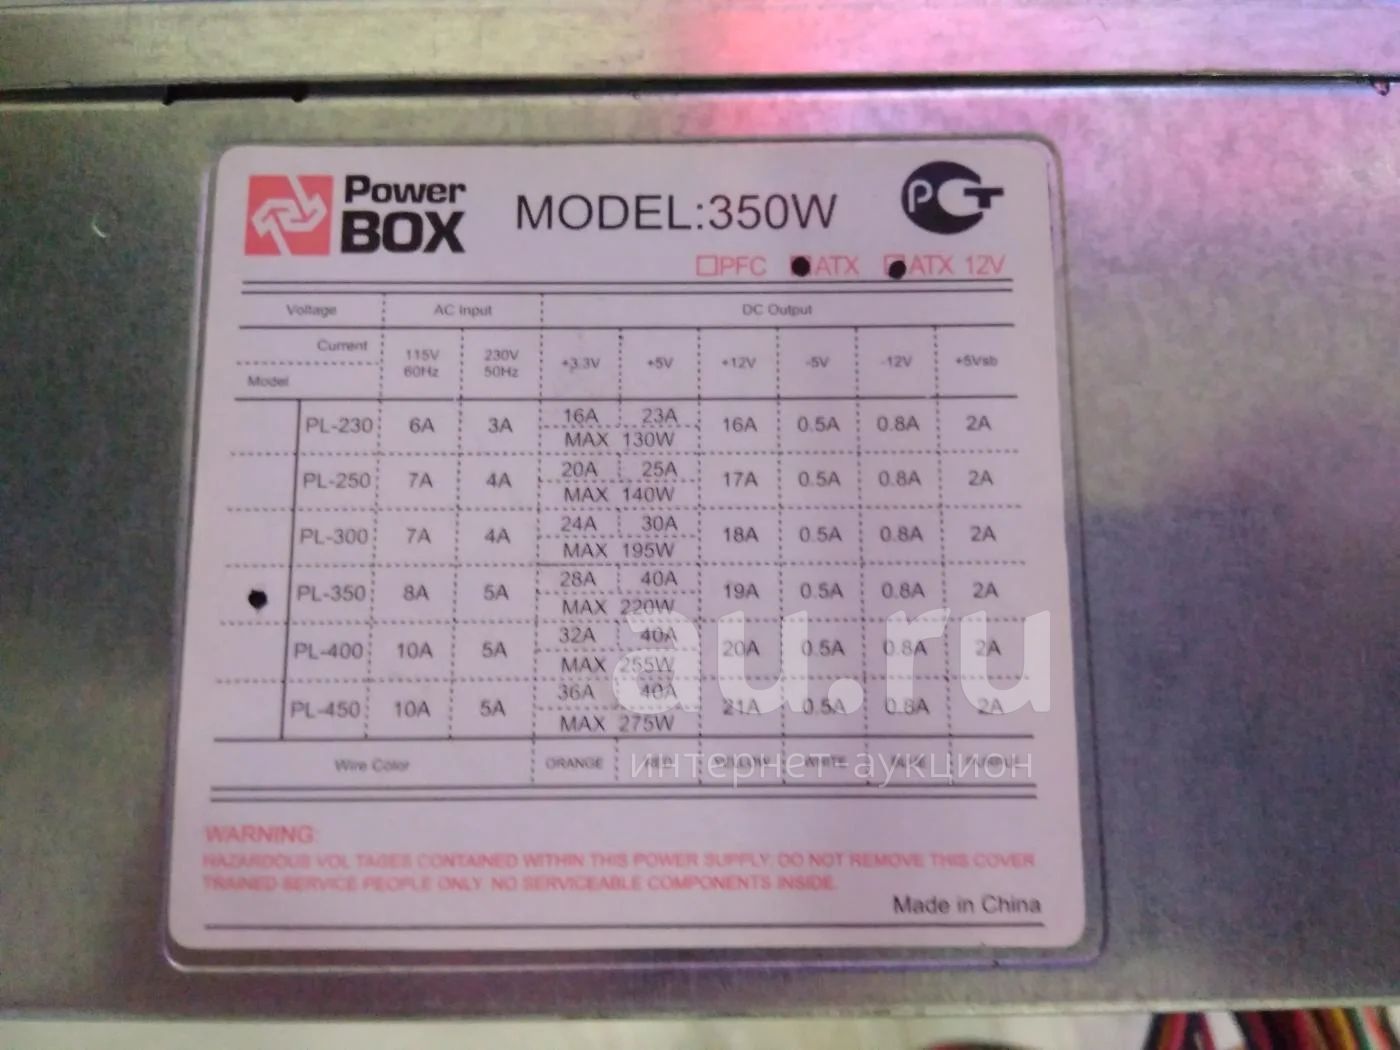 Power
BOX
MODEL:350W
РСТ
PFC ATX ATX 12V
Voltage AC Input DC Output
Current
Model
115V 60Hz 230V 50Hz +3.3V +5V +12V -5V -12V +5Vsb
PL-230 6A 3A 16A 23A 16A 0.5A 0.8A 2A
MAX 130W
PL-250 7A 4A 20A 25A 17A 0.5A 0.8A 2A
MAX 140W
PL-300 7A 4A 24A 30A 18A 0.5A 0.8A 2A
MAX 195W
PL-350 8A 5A 28A 40A 19A 0.5A 0.8A 2A
MAX 220W
PL-400 10A 5A 32A 40A 20A 0.5A 0.8A 2A
MAX 255W
PL-450 10A 5A 36A 40A 21A 0.5A 0.8A 2A
MAX 275W
Wire Color ORANGE RED YELLOW WHITE
au.ru
интернет-аукцион
WARNING:
HAZARDOUS VOL TAGES CONTAINED WITHIN THIS POWER SUPPLY. DO NOT REMOVE THIS COVER
TRAINED SERVICE PEOPLE ONLY. NO SERVICEABLE COMPONENTS INSIDE.
Made in China